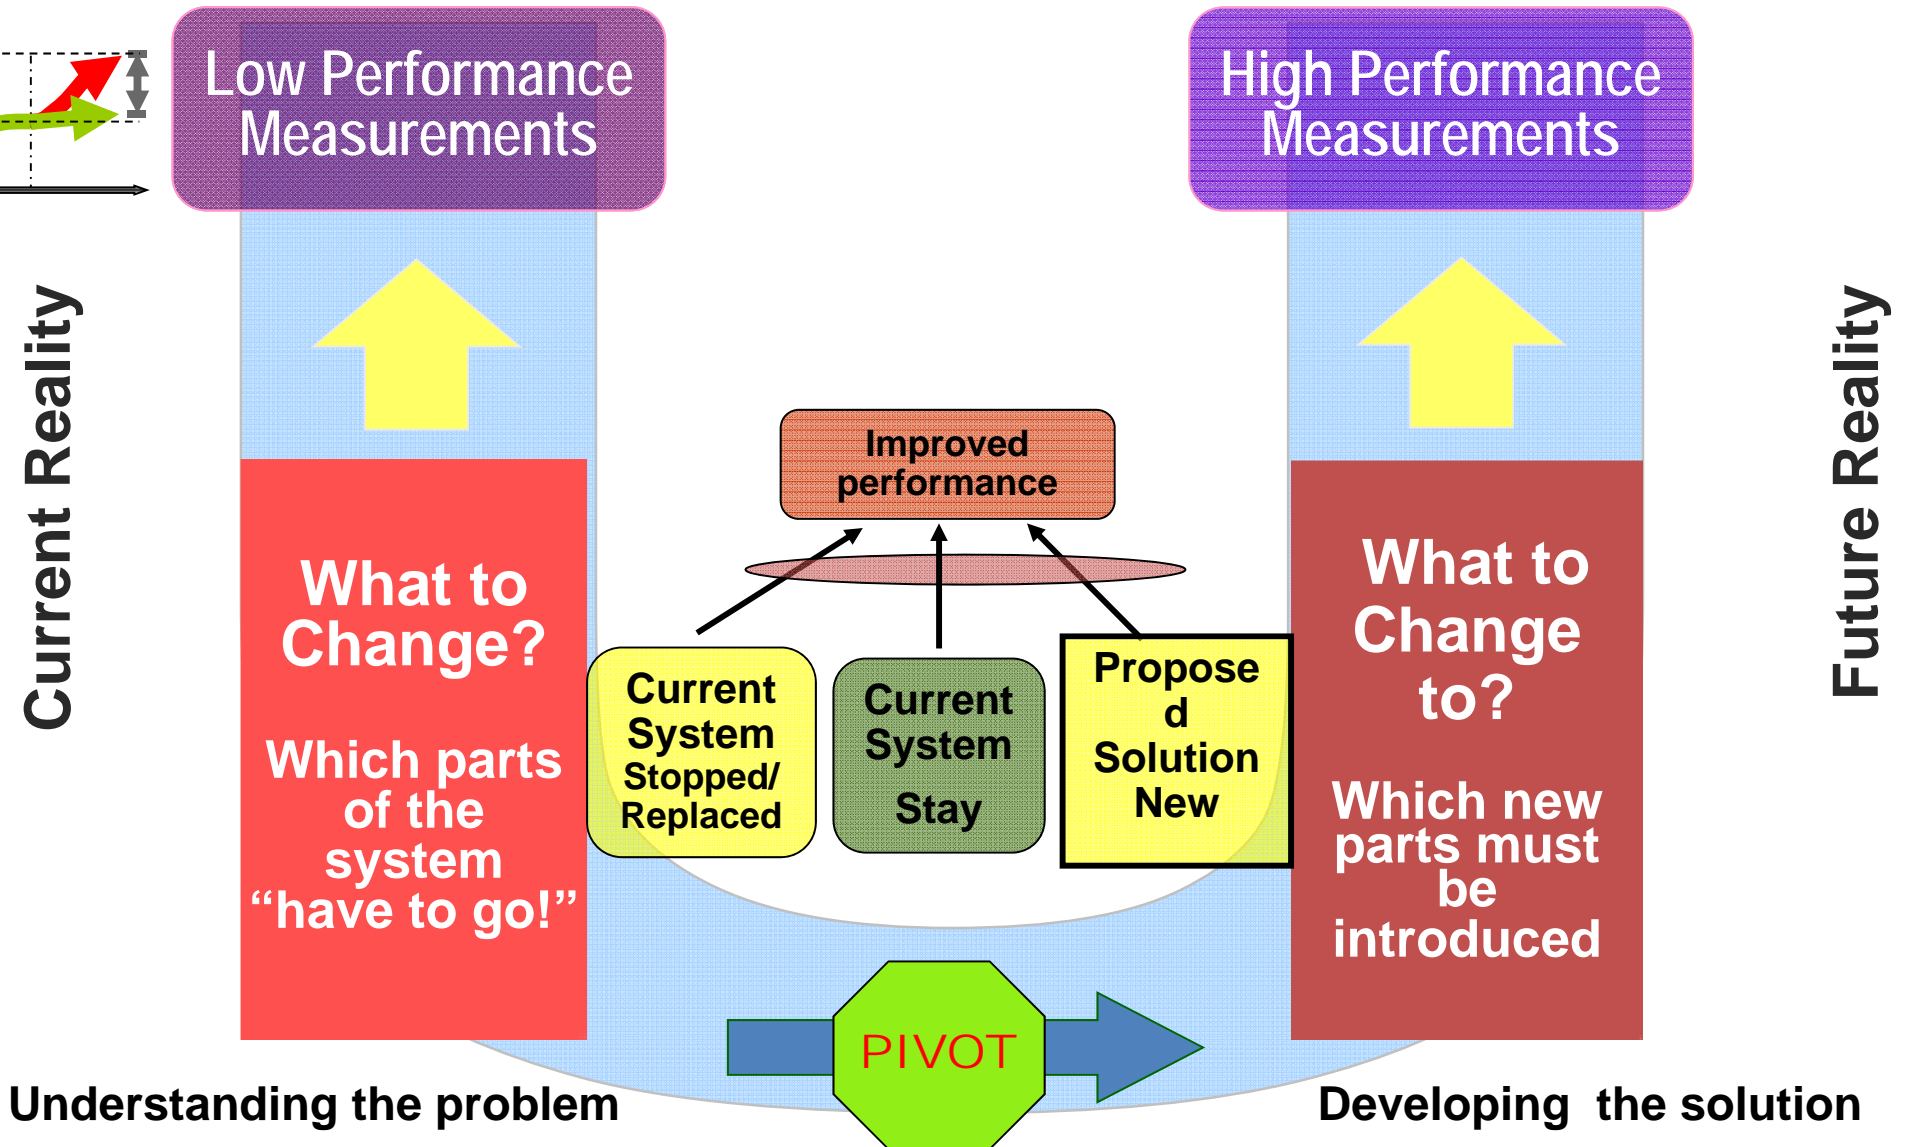 Low Performance
Measurements
High Performance
Measurements
Current Reality
Future Reality
Improved
performance
What to
Change?
Which parts
of the
system
“have to go!”
Current
System
Stopped/
Replaced
Current
System
Stay
Propose
d
Solution
New
What to
Change
to?
Which new
parts must
be
introduced
PIVOT
Understanding the problem
Developing  the solution